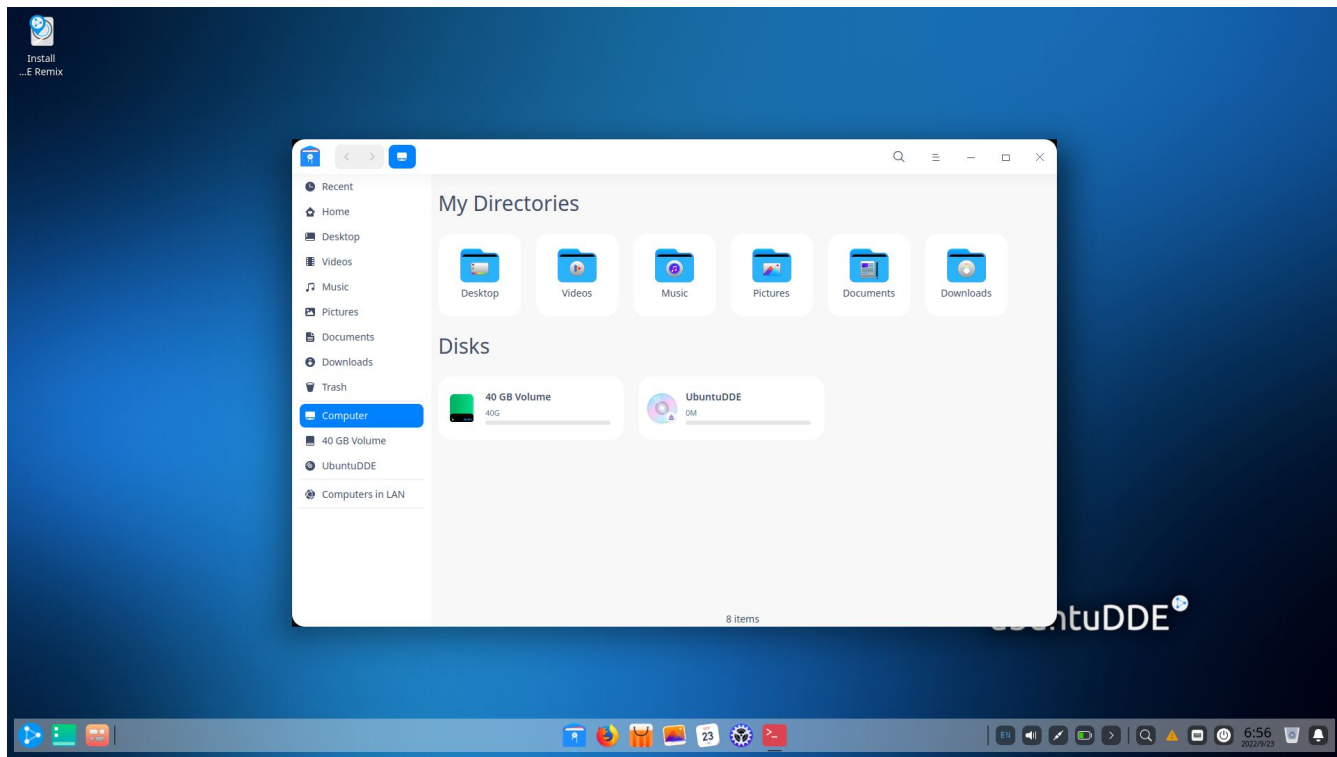 Install
...E Remix
Recent
Home
Desktop
Videos
Music
Pictures
Documents
Downloads
Trash
Computer
40 GB Volume
UbuntuDDE
Computers in LAN
My Directories
Desktop
Videos
Music
Pictures
Documents
Downloads
Disks
40 GB Volume
40G
UbuntuDDE
0M
8 items
ubuntuDDE
23
>_
EN
6:56
2022/9/23